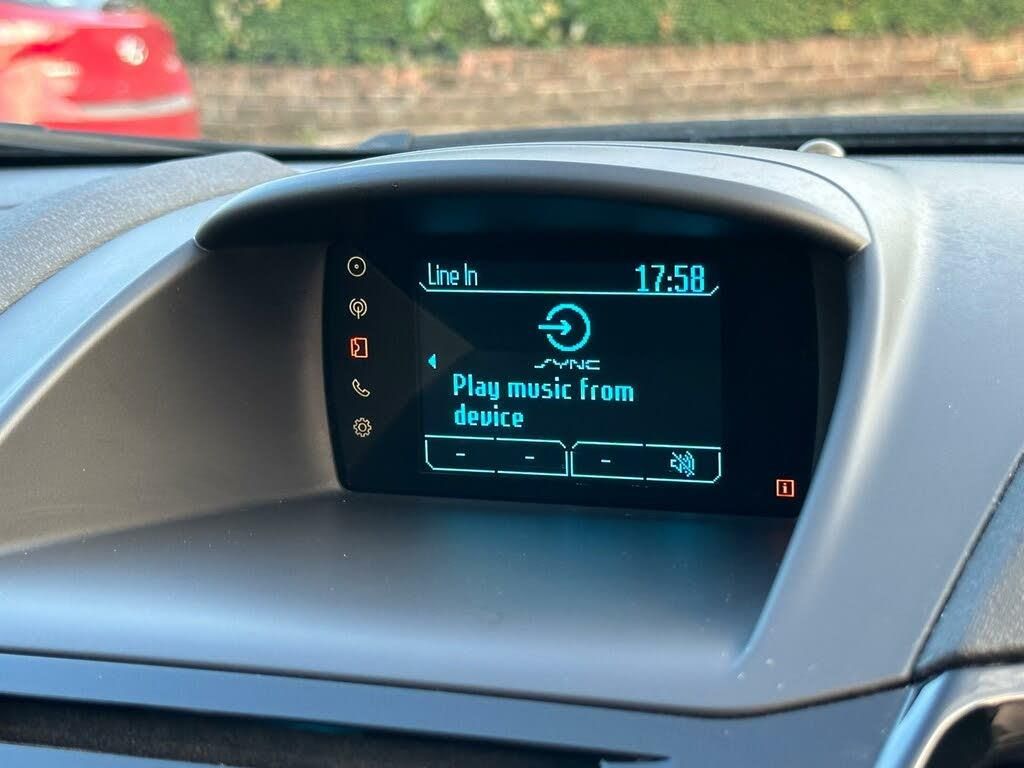 Line In 17:58
SYNC
Play music from
device
- - -
i